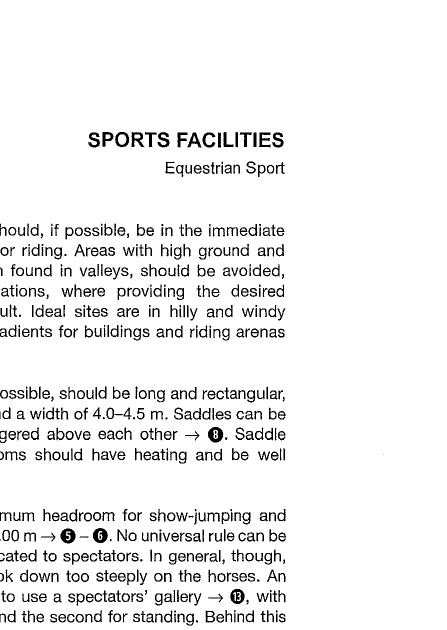 SPORTS FACILITIES
Equestrian Sport
hould, if possible, be in the immediate
or riding. Areas with high ground and
found in valleys, should be avoided,
ations, where providing the desired
ult. Ideal sites are in hilly and windy
adients for buildings and riding arenas
ossible, should be long and rectangular,
nd a width of 4.0–4.5 m. Saddles can be
gered above each other → ❽. Saddle
oms should have heating and be well
mum headroom for show-jumping and
.00 m → ❺ – ❻. No universal rule can be
cated to spectators. In general, though,
ok down too steeply on the horses. An
to use a spectators' gallery → ⓭, with
nd the second for standing. Behind this